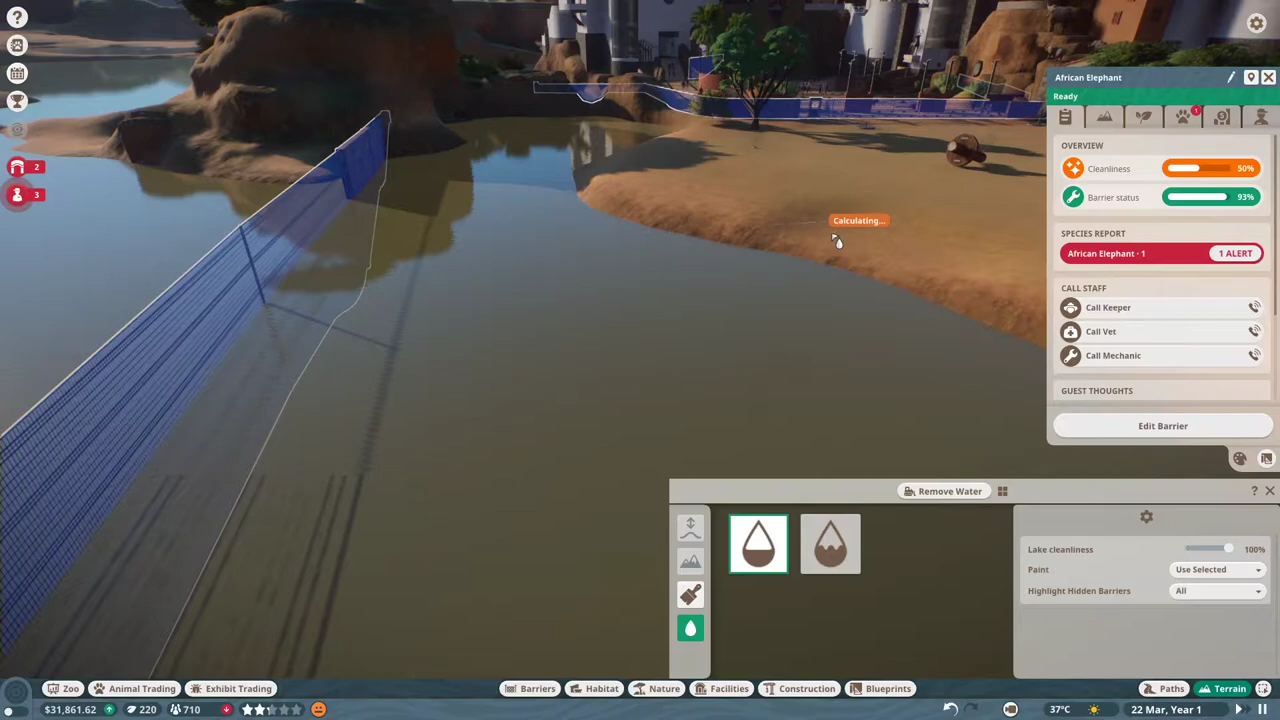 ?
2
3
Calculating...
African Elephant
Ready
1
OVERVIEW
Cleanliness 50%
Barrier status 93%
SPECIES REPORT
African Elephant · 1 1 ALERT
CALL STAFF
Call Keeper
Call Vet
Call Mechanic
GUEST THOUGHTS
Edit Barrier
Remove Water ?
Lake cleanliness 100%
Paint Use Selected
Highlight Hidden Barriers All
Zoo Animal Trading Exhibit Trading Barriers Habitat Nature Facilities Construction Blueprints Paths Terrain
$31,861.62 220 710 37°C 22 Mar, Year 1